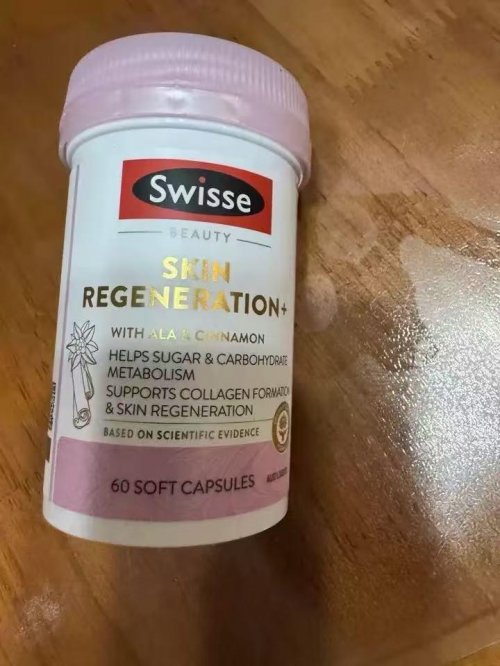 Swisse
BEAUTY
SKIN
REGENERATION+
WITH ALA & CINNAMON
HELPS SUGAR & CARBOHYDRATE
METABOLISM
SUPPORTS COLLAGEN FORMATION
& SKIN REGENERATION
BASED ON SCIENTIFIC EVIDENCE
60 SOFT CAPSULES